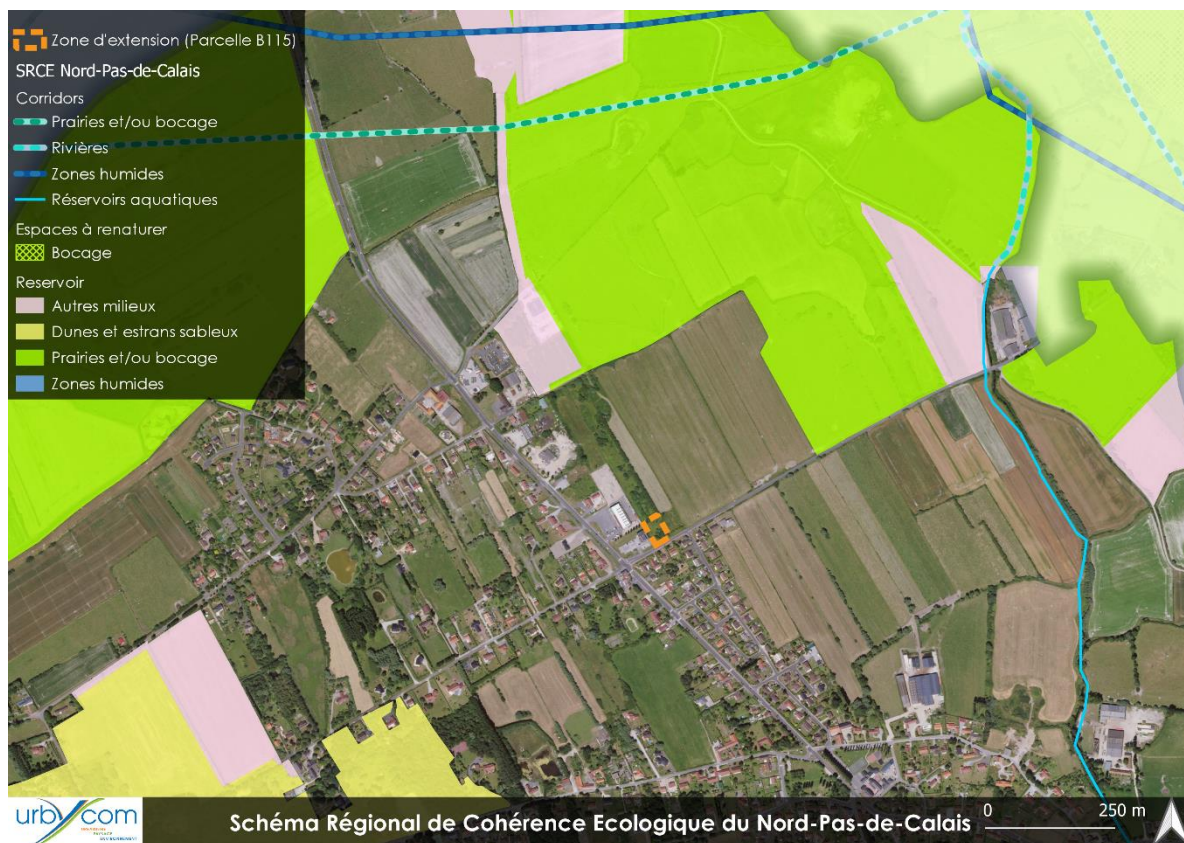 Zone d'extension (Parcelle B115)
SRCE Nord-Pas-de-Calais
Corridors
Prairies et/ou bocage
Rivières
Zones humides
Réservoirs aquatiques
Espaces à renaturer
Bocage
Reservoir
Autres milieux
Dunes et estrans sableux
Prairies et/ou bocage
Zones humides
urbycom
Schéma Régional de Cohérence Ecologique du Nord-Pas-de-Calais
0 250 m